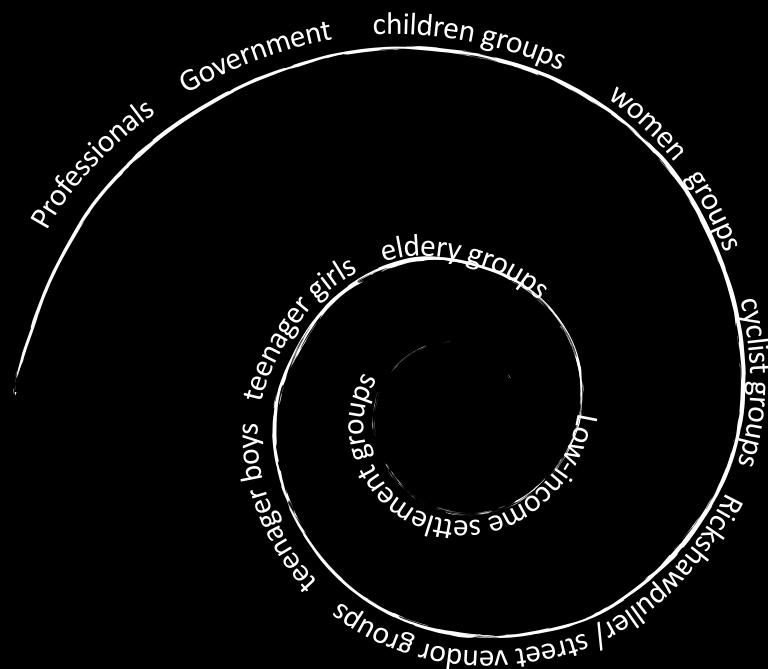 Professionals
Government
children groups
women groups
cyclist groups
Rickshawpuller/ street vendor groups
teenager boys
teenager girls
eldery groups
Low-income settlement groups